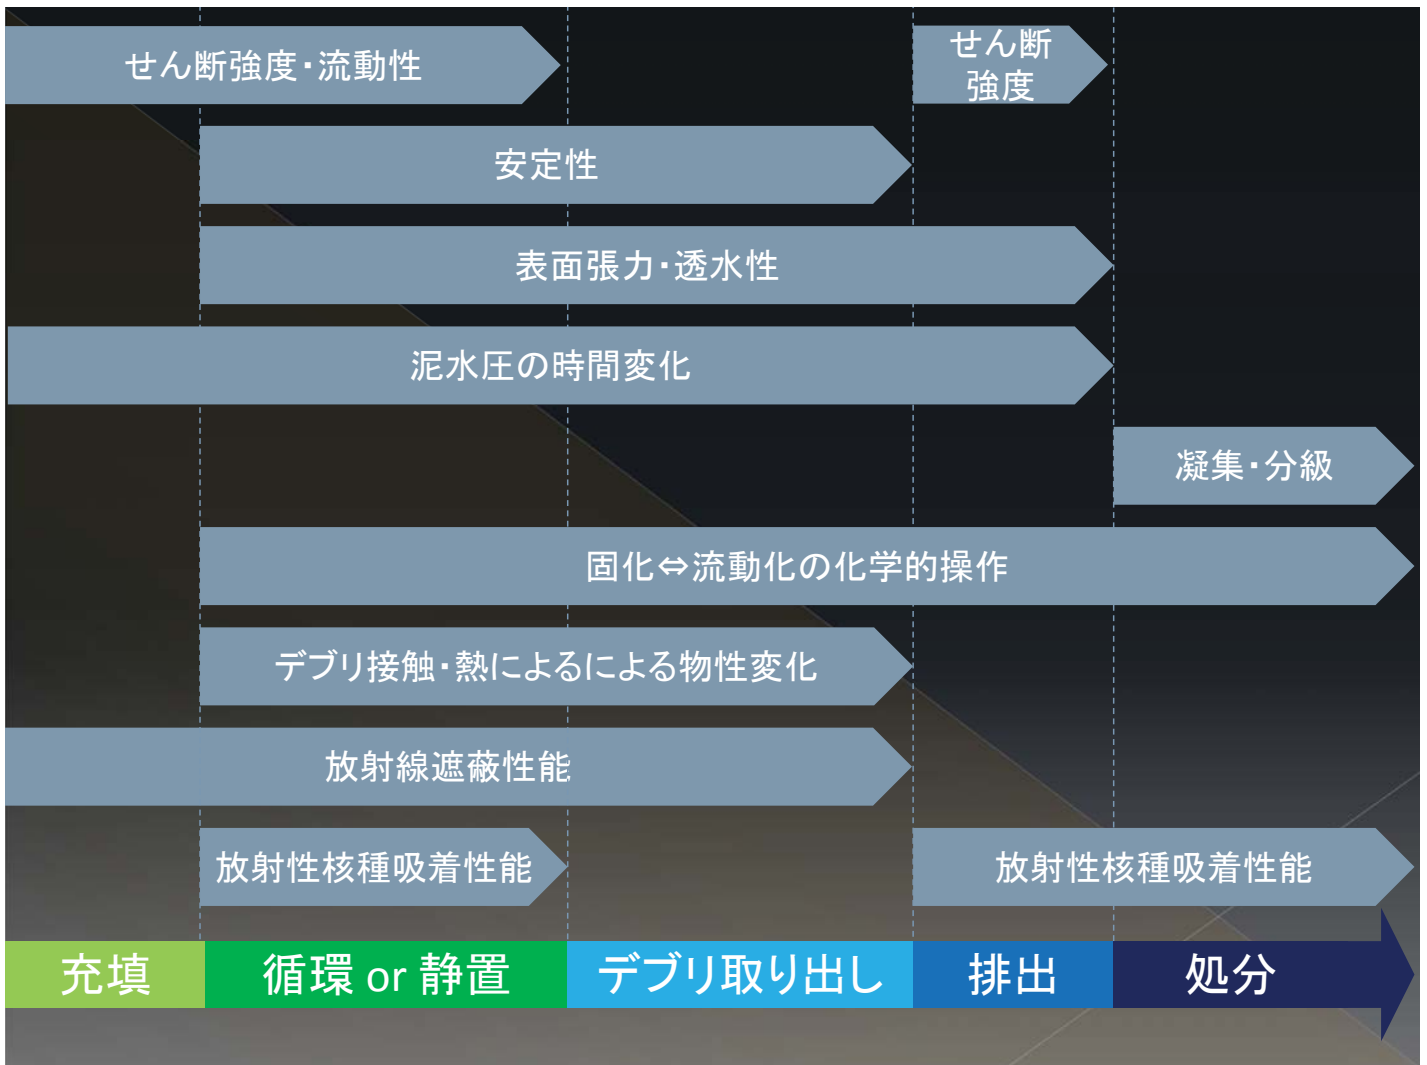 せん断強度・流動性
せん断
強度
安定性
表面張力・透水性
泥水圧の時間変化
凝集・分級
固化⇔流動化の化学的操作
デブリ接触・熱によるによる物性変化
放射線遮蔽性能
放射性核種吸着性能
放射性核種吸着性能
充填
循環 or 静置
デブリ取り出し
排出
処分